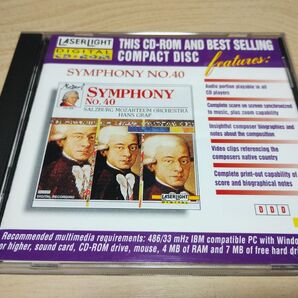 LASERLIGHT
DIGITAL
CD-ROM
THIS CD-ROM AND BEST SELLING
COMPACT DISC
features:
SYMPHONY NO.40
Audio portion playable in all
CD players
Complete score on screen synchronized
to music, plus zoom capability
Insightful composer biographies and
notes about the composition.
Video clips referencing the
composers native country
Complete print-out capability of
score and biographical notes
Mozart
SYMPHONY
No. 40
SALZBURG MOZARTEUM ORCHESTRA
HANS GRAF
DIGITAL RECORDING
D D D
Recommended multimedia requirements: 486/33 mHz IBM compatible PC with Window
or higher, sound card, CD-ROM drive, mouse, 4 MB of RAM and 7 MB of free hard dri